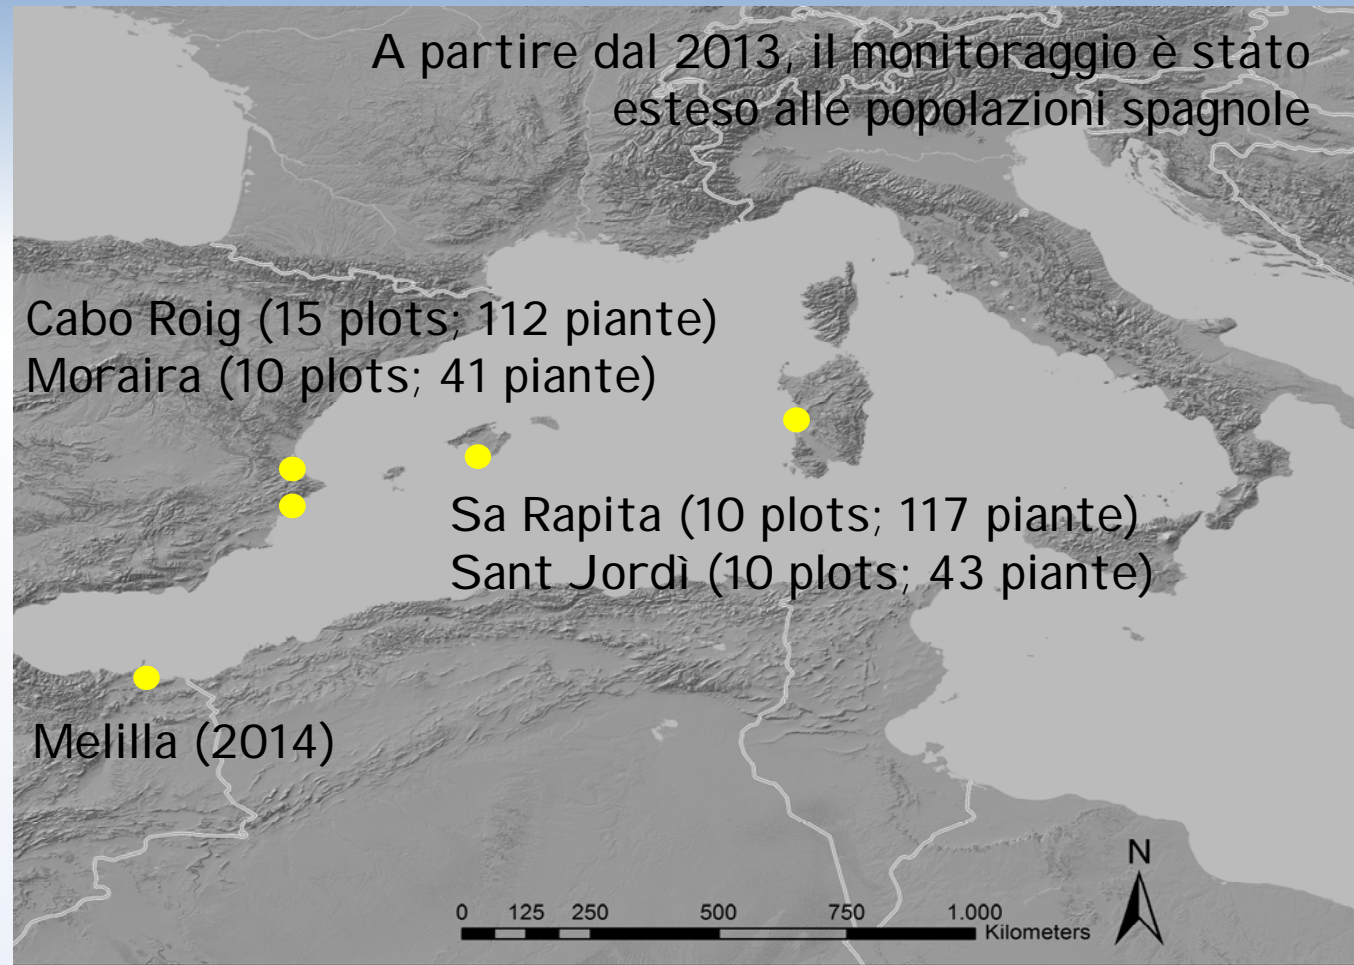 A partire dal 2013, il monitoraggio è stato
esteso alle popolazioni spagnole
Cabo Roig (15 plots; 112 piante)
Moraira (10 plots; 41 piante)
Sa Rapita (10 plots; 117 piante)
Sant Jordì (10 plots; 43 piante)
Melilla (2014)
N
0 125 250 500 750 1.000
Kilometers